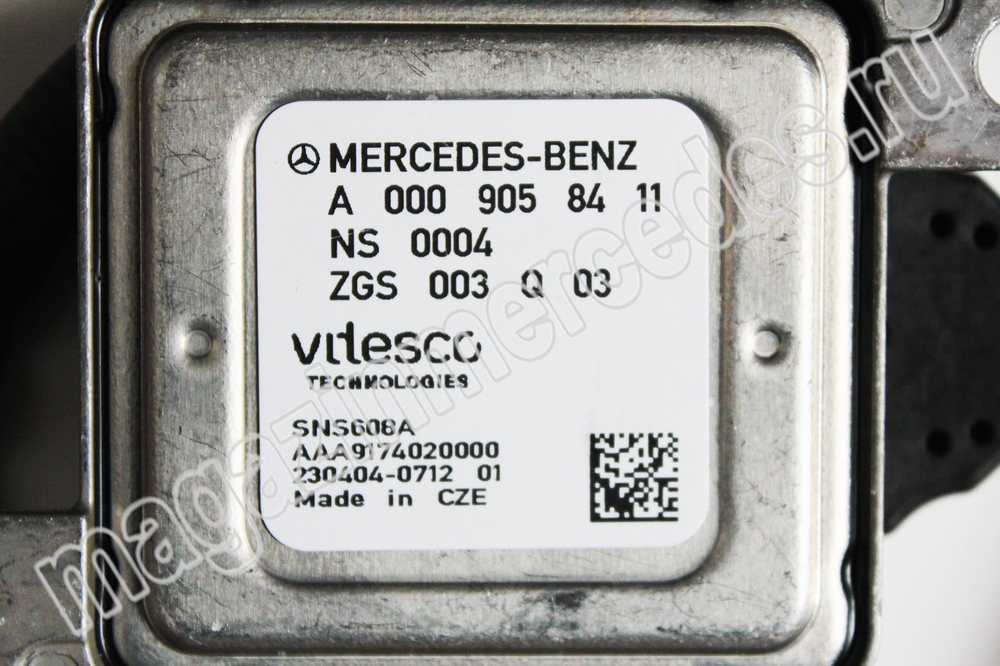 MERCEDES-BENZ
A 000 905 84 11
NS 0004
ZGS 003 Q 03
vitesco
TECHNOLOGIES
SNS608A
AAA9174020000
230404-0712 01
Made in CZE
magazinmercedes.ru